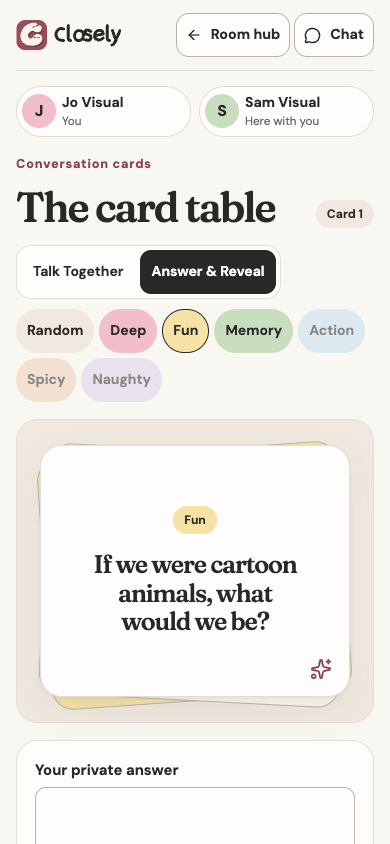 Closely
Room hub
Chat
J
Jo Visual
You
S
Sam Visual
Here with you
Conversation cards
The card table
Card 1
Talk Together
Answer & Reveal
Random
Deep
Fun
Memory
Action
Spicy
Naughty
Fun
If we were cartoon
animals, what
would we be?
Your private answer